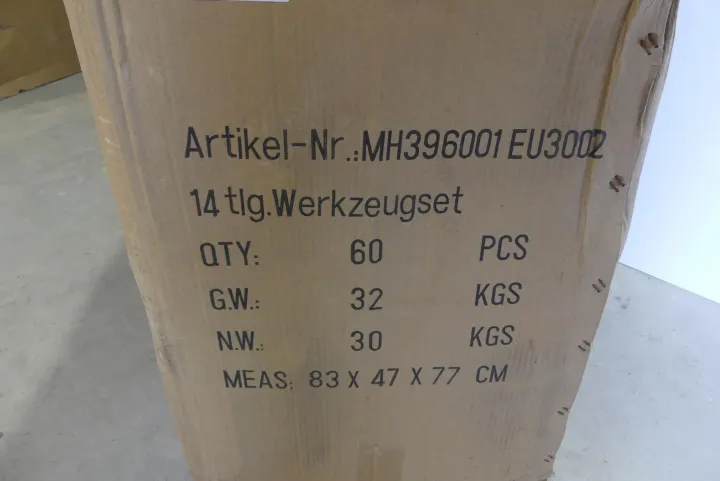 Artikel-Nr.:MH396001EU3002
14 tlg.Werkzeugset
QTY: 60 PCS
G.W.: 32 KGS
N.W.: 30 KGS
MEAS: 83 X 47 X 77 CM